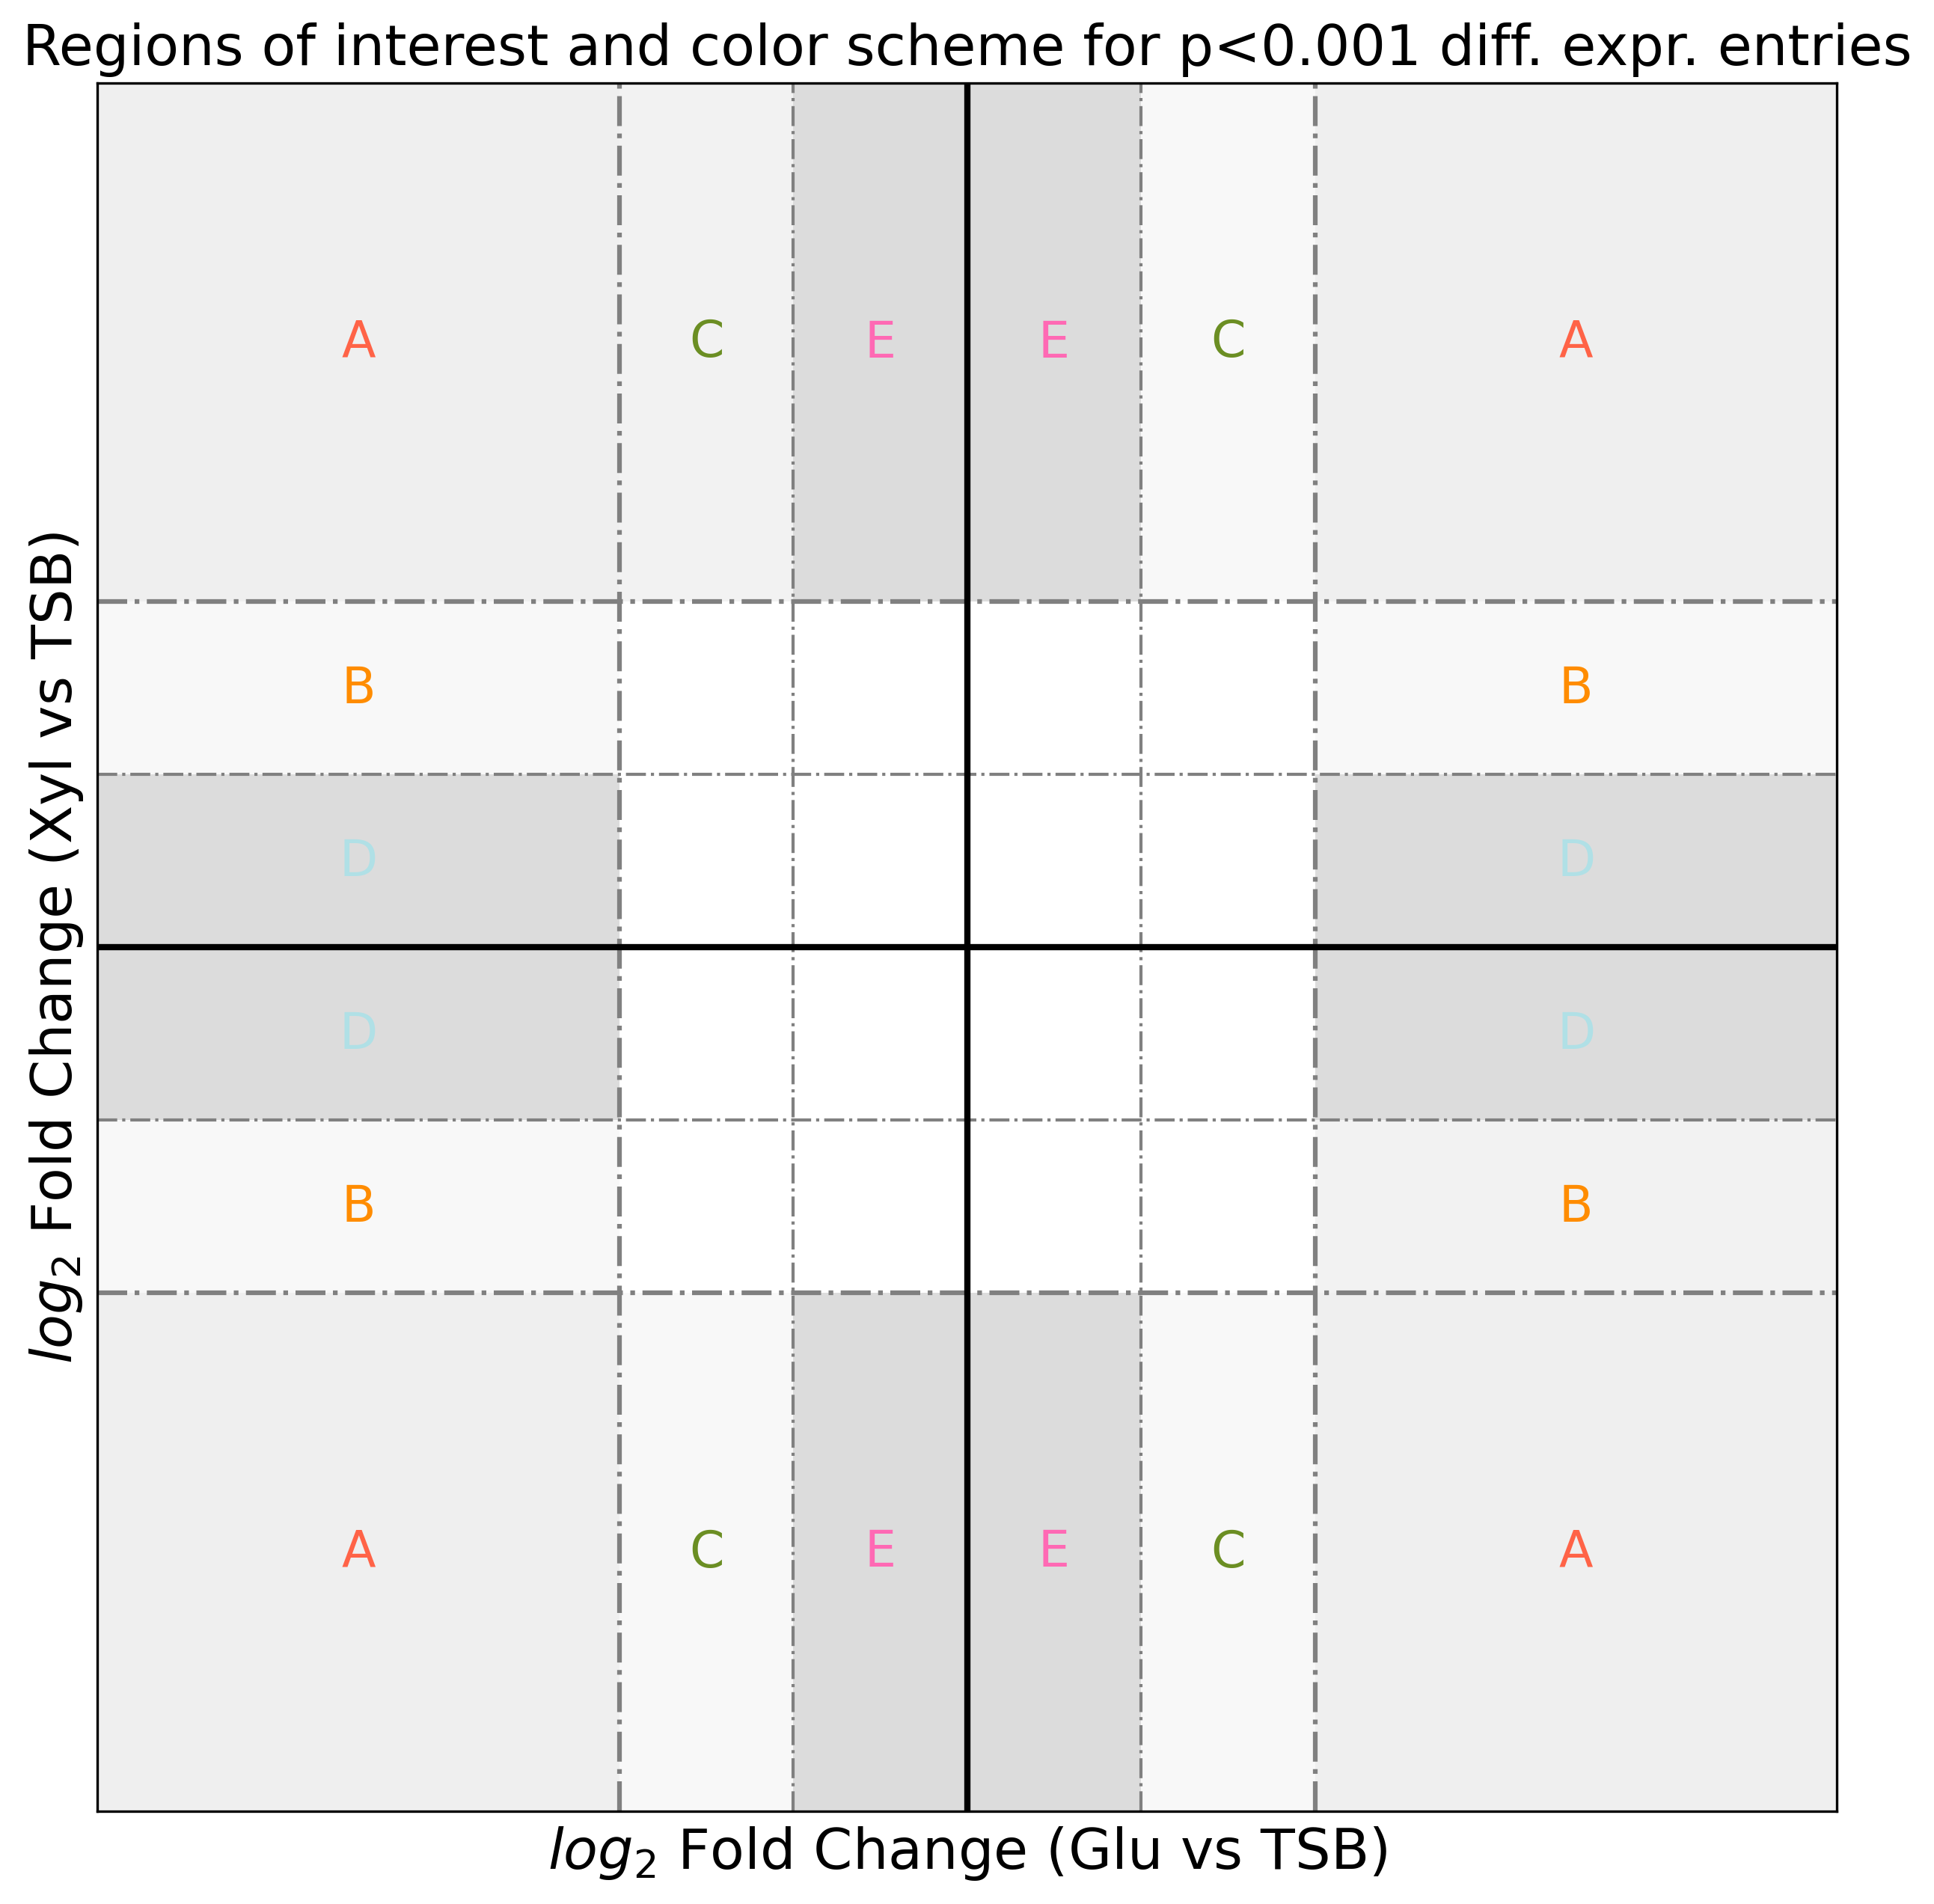 Regions of interest and color scheme for p<0.001 diff. expr. entries
A C E E C A
B B
D D
D D
B B
A C E E C A
log₂ Fold Change (Xyl vs TSB)
log₂ Fold Change (Glu vs TSB)